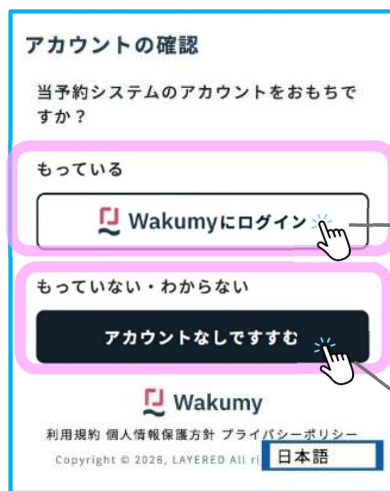 アカウントの確認
当予約システムのアカウントをおもちで
すか？
もっている
Wakumyにログイン
もっていない・わからない
アカウントなしですすむ
Wakumy
利用規約 個人情報保護方針 プライバシーポリシー
Copyright © 2026, LAYERED All ri
日本語